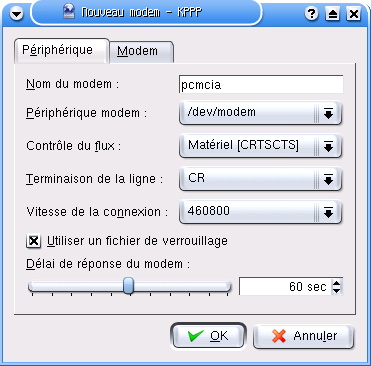 Nouveau modem - KPPP
Périphérique Modem
Nom du modem : pcmcia
Périphérique modem : /dev/modem
Contrôle du flux : Matériel [CRTSCTS]
Terminaison de la ligne : CR
Vitesse de la connexion : 460800
Utiliser un fichier de verrouillage
Délai de réponse du modem :
60 sec
OK Annuler